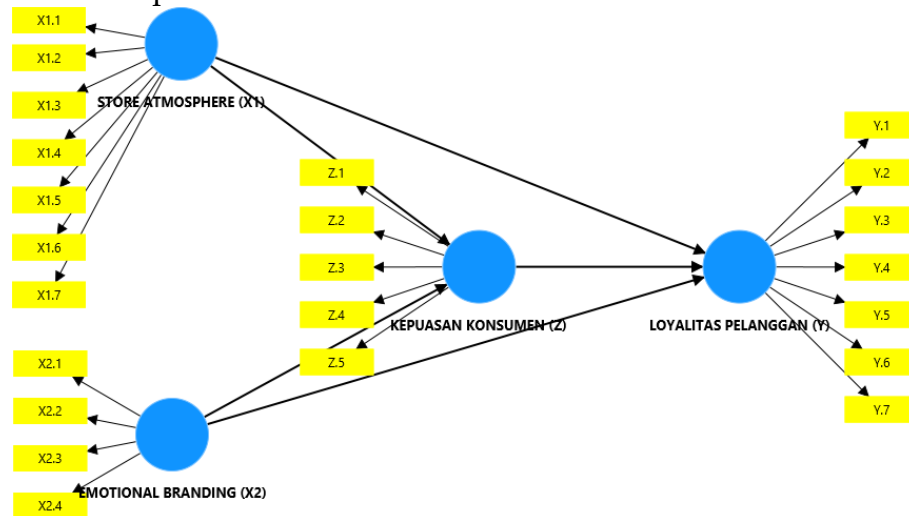 X1.1
X1.2
X1.3
X1.4
X1.5
X1.6
X1.7
STORE ATMOSPHERE (X1)
X2.1
X2.2
X2.3
X2.4
EMOTIONAL BRANDING (X2)
Z.1
Z.2
Z.3
Z.4
Z.5
KEPUASAN KONSUMEN (Z)
LOYALITAS PELANGGAN (Y)
Y.1
Y.2
Y.3
Y.4
Y.5
Y.6
Y.7